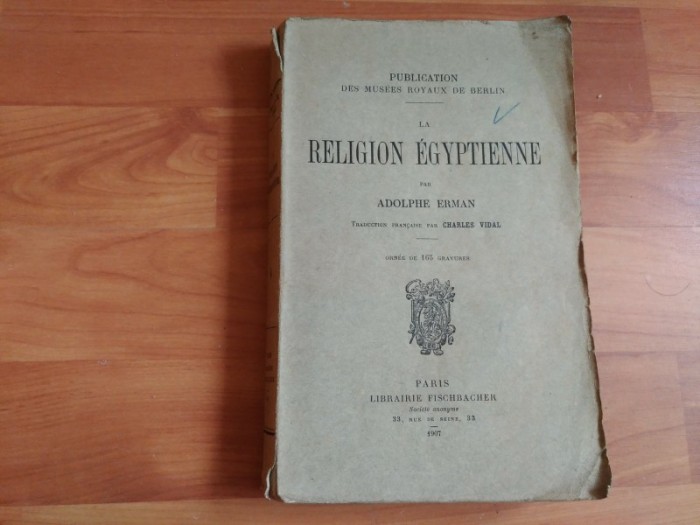 PUBLICATION
DES MUSÉES ROYAUX DE BERLIN
LA
RELIGION ÉGYPTIENNE
PAR
ADOLPHE ERMAN
TRADUCTION FRANÇAISE PAR CHARLES VIDAL
ORNÉE DE 165 GRAVURES
PARIS
LIBRAIRIE FISCHBACHER
Société anonyme
33, RUE DE SEINE, 33
1907